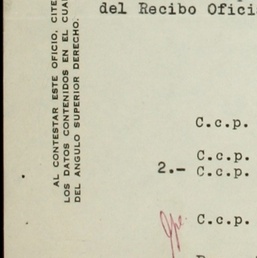 del Recibo Ofici
AL CONTESTAR ESTE OFICIO, CITE
LOS DATOS CONTENIDOS EN EL CUA
DEL ANGULO SUPERIOR DERECHO.
C.c.p.
C.c.p.
2.- C.c.p.
C.c.p.